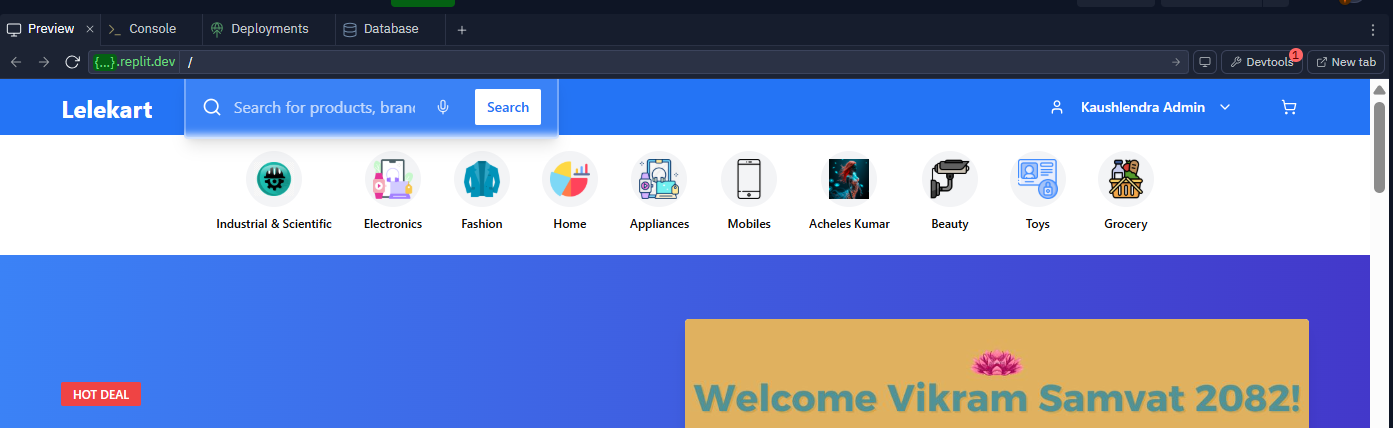 Preview
Console
Deployments
Database
{...}.replit.dev /
Devtools 1
New tab
Lelekart
Search for products, branc
Search
Kaushlendra Admin
Industrial & Scientific
Electronics
Fashion
Home
Appliances
Mobiles
Acheles Kumar
Beauty
Toys
Grocery
HOT DEAL
Welcome Vikram Samvat 2082!